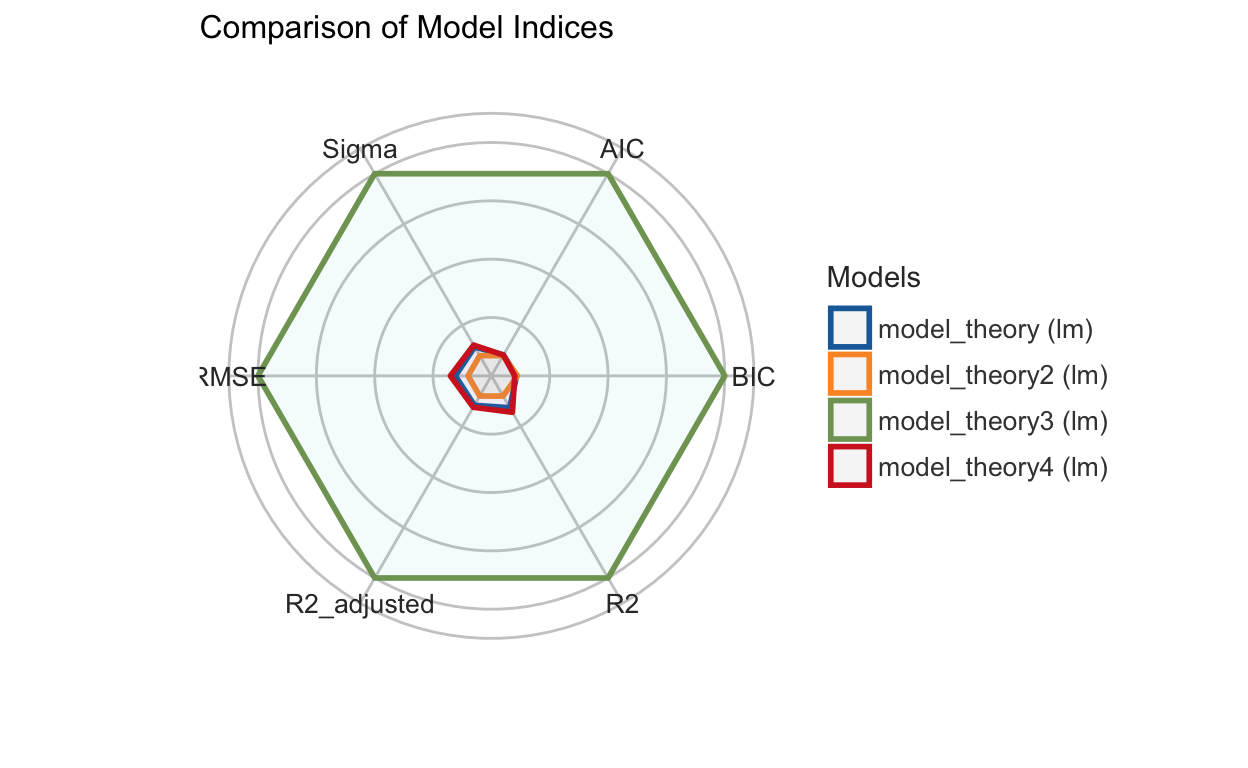 Comparison of Model Indices
Sigma
AIC
RMSE
BIC
R2_adjusted
R2
Models
model_theory (lm)
model_theory2 (lm)
model_theory3 (lm)
model_theory4 (lm)